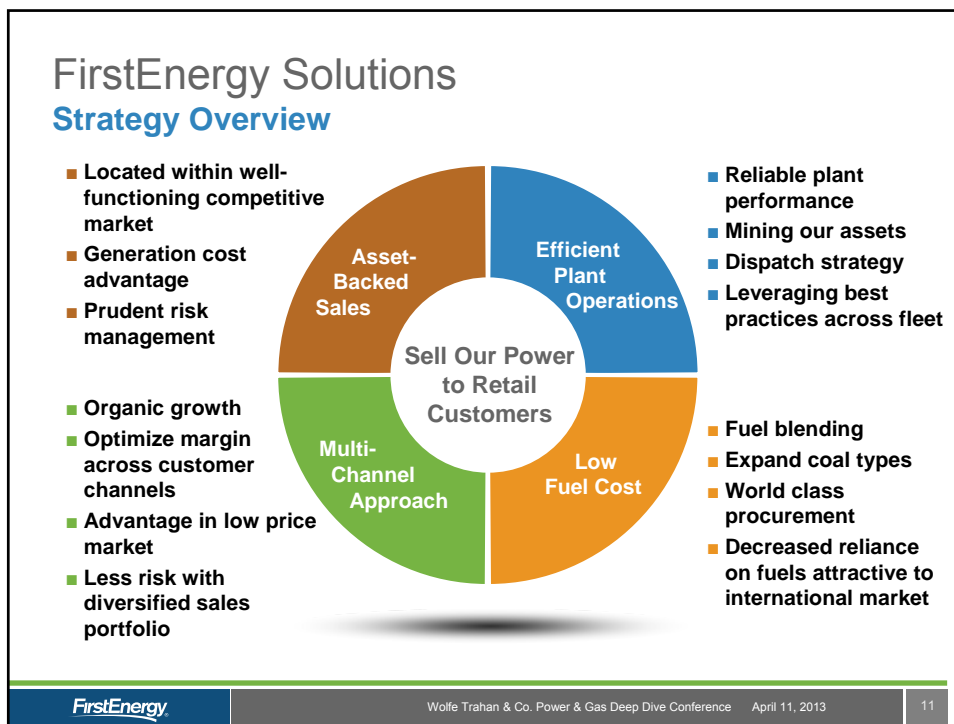 FirstEnergy Solutions
Strategy Overview
■ Located within well-
functioning competitive
market
■ Generation cost
advantage
■ Prudent risk
management
Asset-
Backed
Sales
Efficient
Plant
Operations
■ Reliable plant
performance
■ Mining our assets
■ Dispatch strategy
■ Leveraging best
practices across fleet
Sell Our Power
to Retail
Customers
■ Organic growth
■ Optimize margin
across customer
channels
■ Advantage in low price
market
■ Less risk with
diversified sales
portfolio
Multi-
Channel
Approach
Low
Fuel Cost
■ Fuel blending
■ Expand coal types
■ World class
procurement
■ Decreased reliance
on fuels attractive to
international market
FirstEnergy®
Wolfe Trahan & Co. Power & Gas Deep Dive Conference April 11, 2013
11